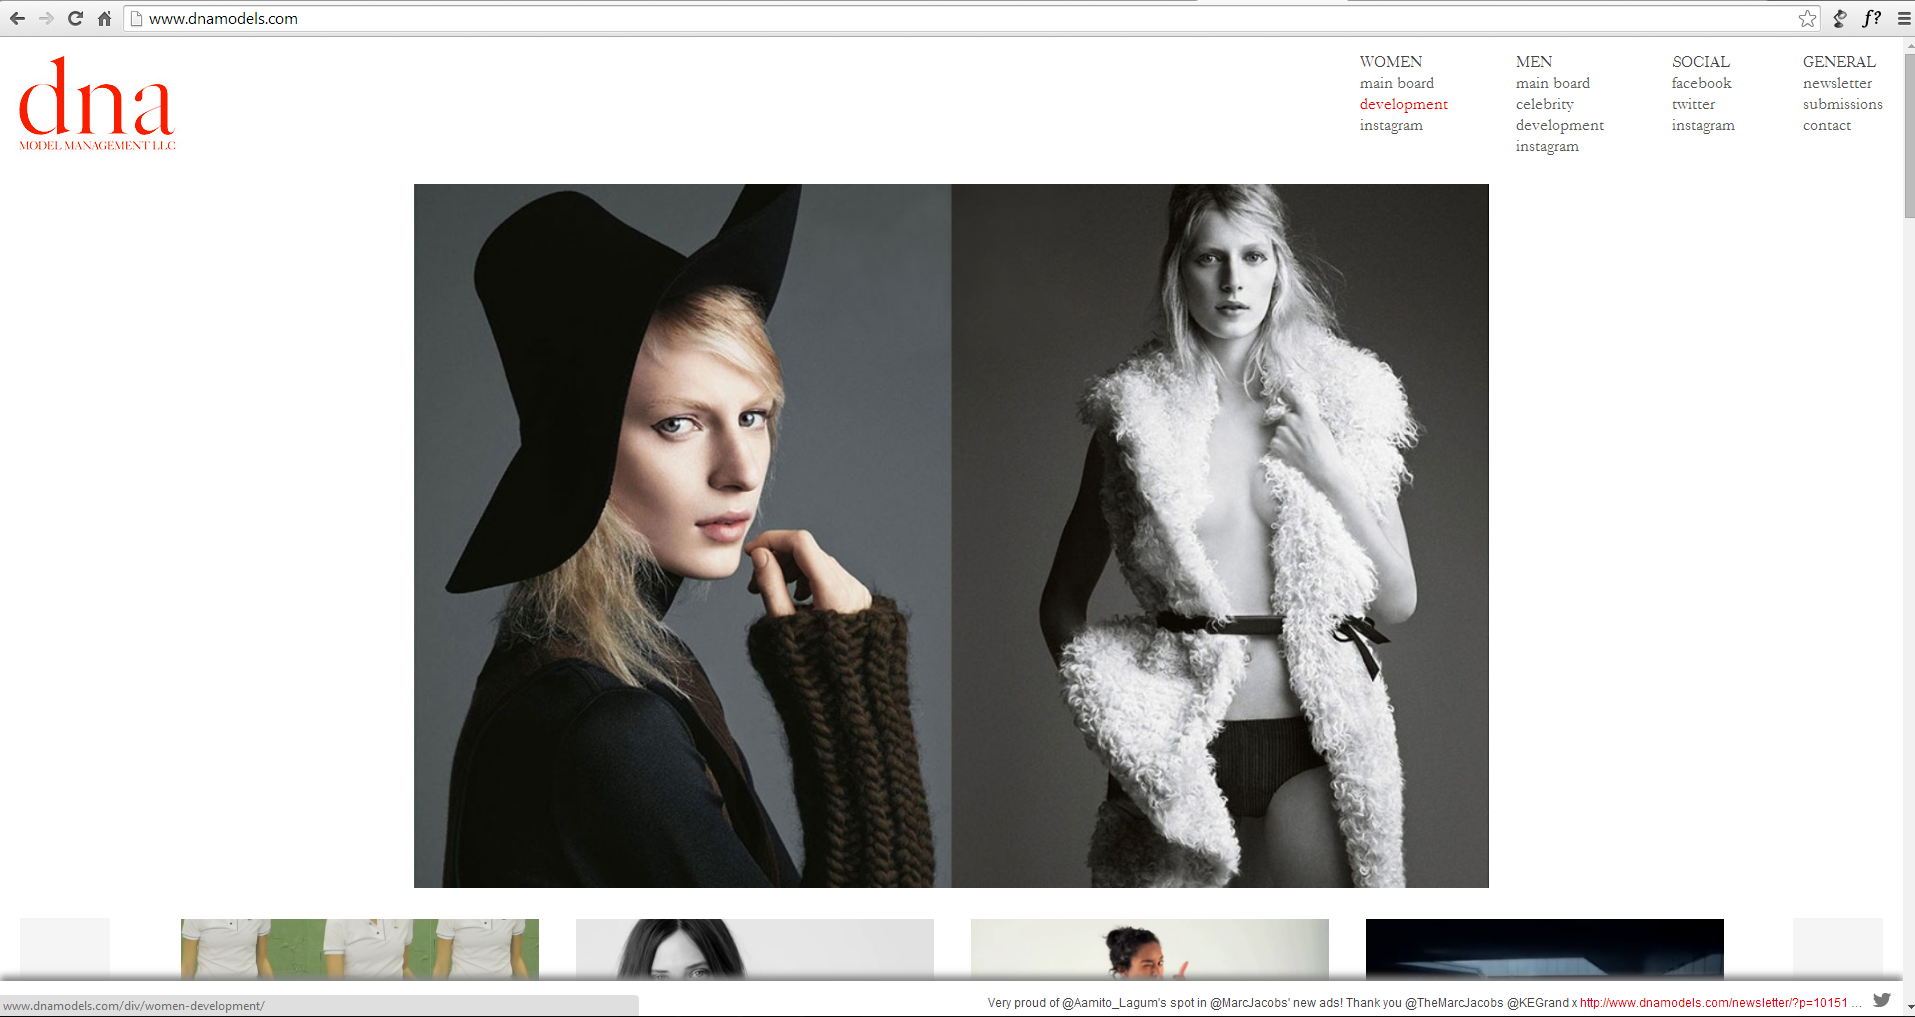 www.dnamodels.com
f?
dna
MODEL MANAGEMENT LLC
WOMEN
main board
development
instagram
MEN
main board
celebrity
development
instagram
SOCIAL
facebook
twitter
instagram
GENERAL
newsletter
submissions
contact
www.dnamodels.com/div/women-development/
Very proud of @Aamito_Lagum's spot in @MarcJacobs' new ads! Thank you @TheMarcJacobs @KEGrand x http://www.dnamodels.com/newsletter/?p=10151 ...